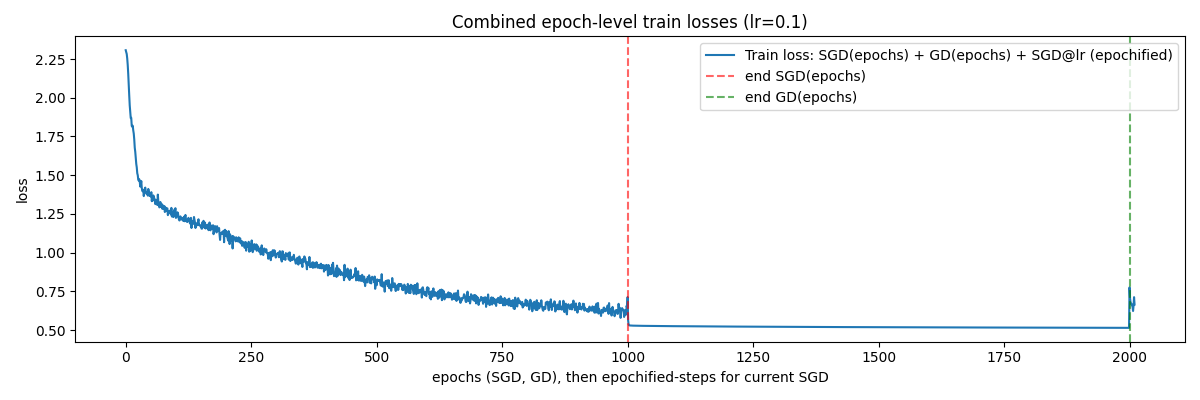 Combined epoch-level train losses (lr=0.1)
Train loss: SGD(epochs) + GD(epochs) + SGD@lr (epochified)
end SGD(epochs)
end GD(epochs)
loss
2.25
2.00
1.75
1.50
1.25
1.00
0.75
0.50
0 250 500 750 1000 1250 1500 1750 2000
epochs (SGD, GD), then epochified-steps for current SGD